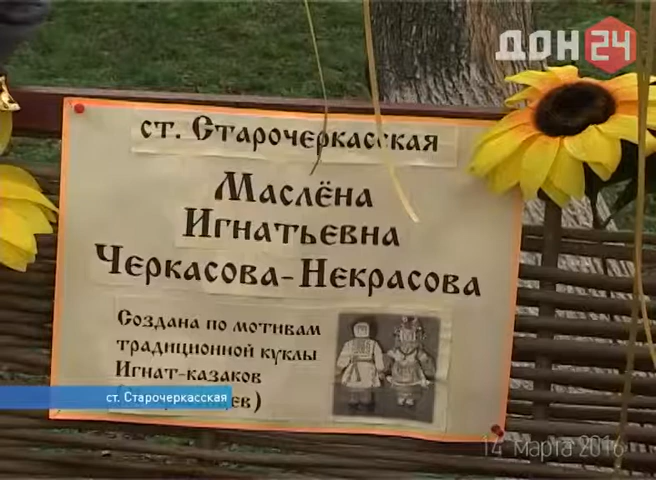 ДОН 24
ст. Старочеркасская
Маслёна
Игнатьевна
Черкасова-Некрасова
Создана по мотивам
традиционной куклы
Игнат-казаков
ст. Старочеркасская
14 марта 2016